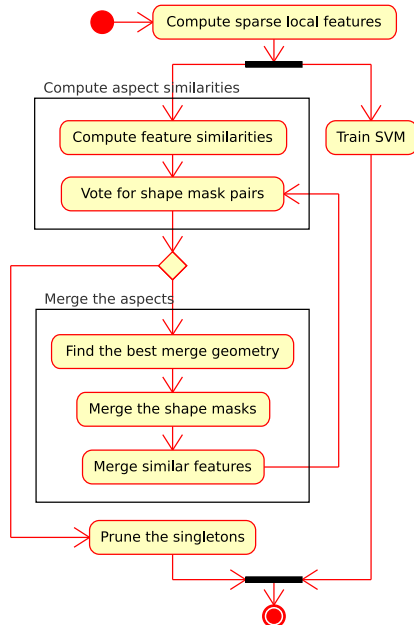 Compute sparse local features
Compute aspect similarities
Compute feature similarities
Train SVM
Vote for shape mask pairs
Merge the aspects
Find the best merge geometry
Merge the shape masks
Merge similar features
Prune the singletons